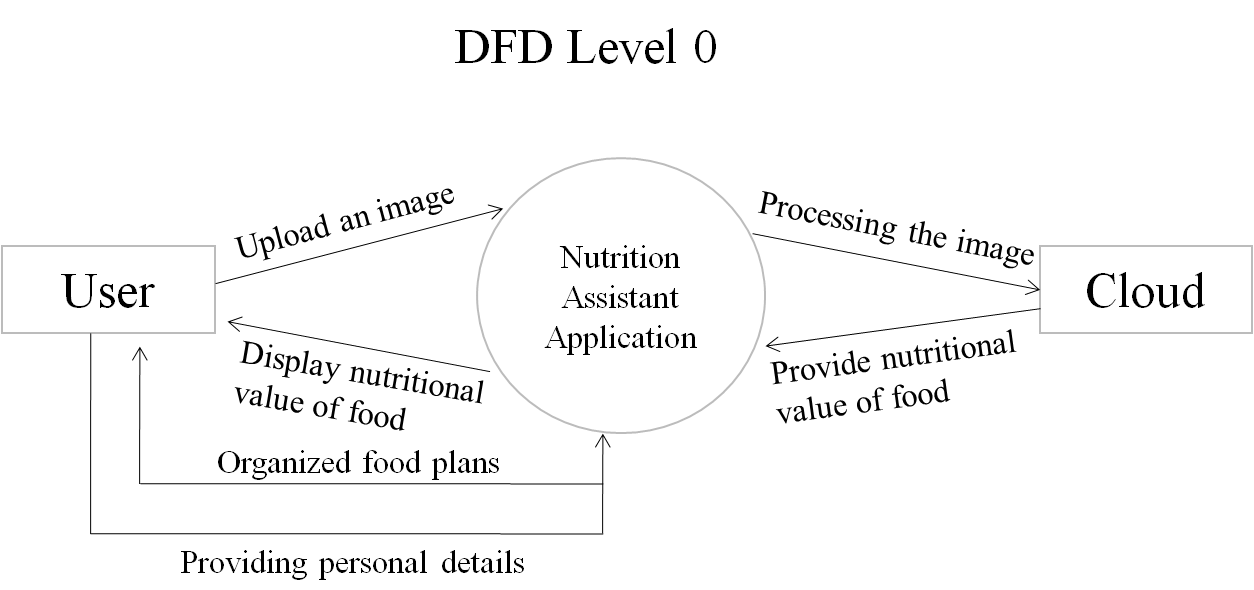 DFD Level 0
Upload an image
Processing the image
User
Nutrition
Assistant
Application
Cloud
Display nutritional
value of food
Provide nutritional
value of food
Organized food plans
Providing personal details